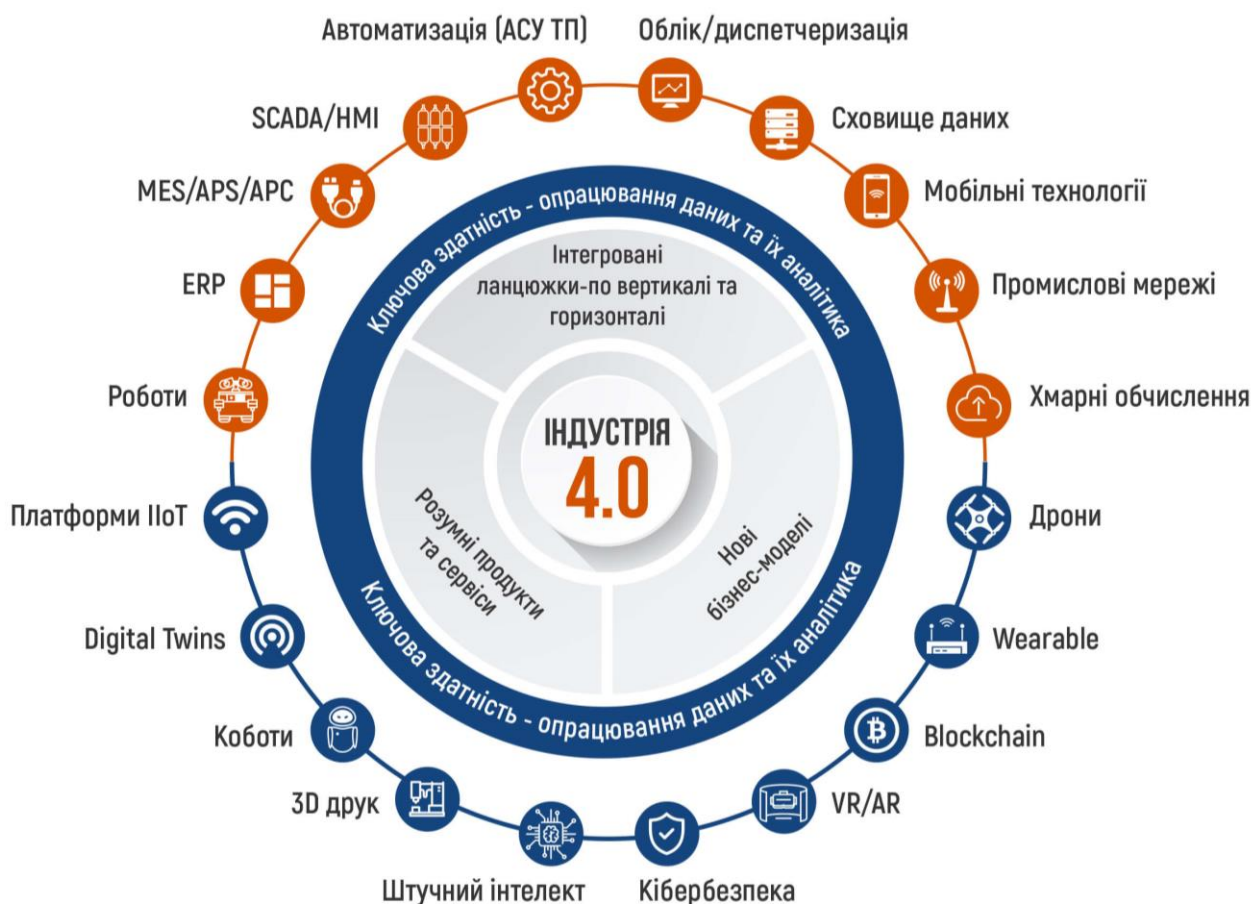 Автоматизація (АСУ ТП)
Облік/диспетчеризація
SCADA/HMI
Сховище даних
MES/APS/APC
Мобільні технології
ERP
Промислові мережі
Роботи
Хмарні обчислення
Ключова здатність - опрацювання даних та їх аналітика
Інтегровані
ланцюжки-по вертикалі та
горизонталі
ІНДУСТРІЯ
4.0
Розумні продукти
та сервіси
Нові
бізнес-моделі
Ключова здатність - опрацювання даних та їх аналітика
Платформи IIoT
Дрони
Digital Twins
Wearable
Коботи
Blockchain
3D друк
VR/AR
Штучний інтелект
Кібербезпека